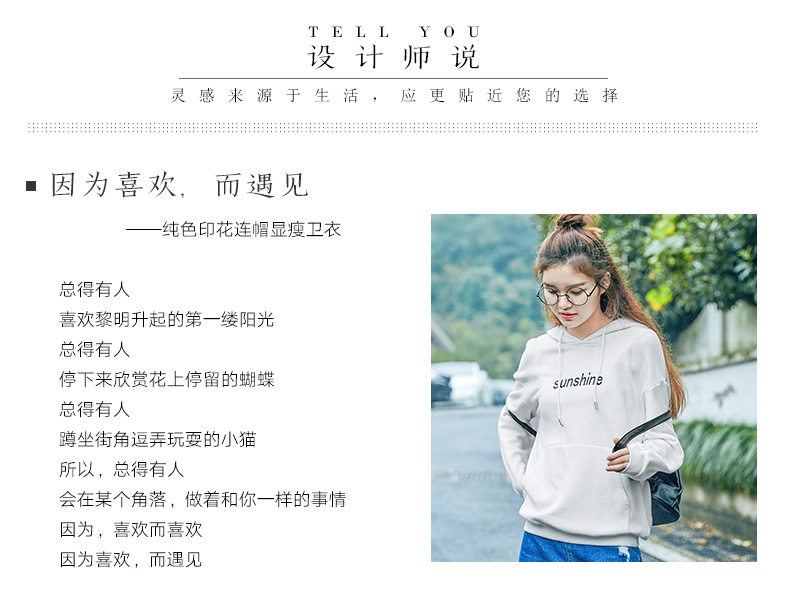 TELL YOU
设计师说
灵感来源于生活，应更贴近您的选择
因为喜欢，而遇见
——纯色印花连帽显瘦卫衣
总得有人
喜欢黎明升起的第一缕阳光
总得有人
停下来欣赏花上停留的蝴蝶
总得有人
蹲坐街角逗弄玩耍的小猫
所以，总得有人
会在某个角落，做着和你一样的事情
因为，喜欢而喜欢
因为喜欢，而遇见
sunshine